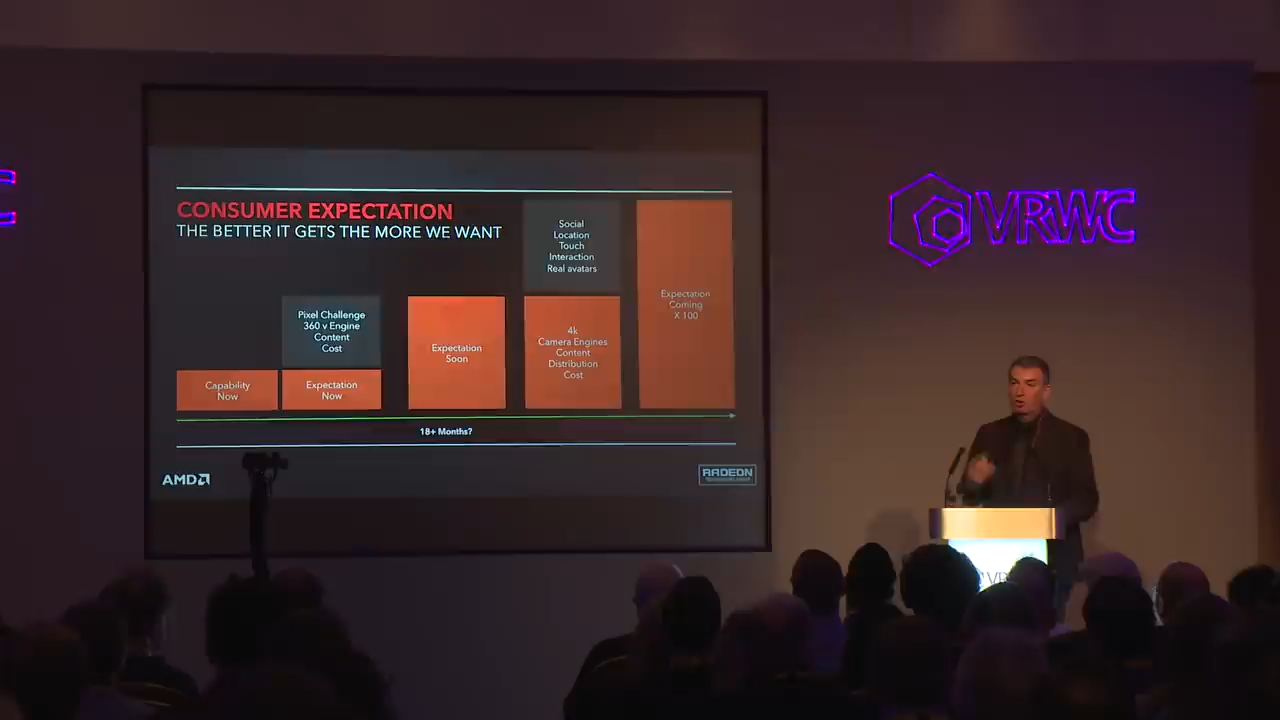 CONSUMER EXPECTATION
THE BETTER IT GETS THE MORE WE WANT
Capability
Now
Pixel Challenge
360 v Engine
Content
Cost
Expectation
Now
Expectation
Soon
Social
Location
Touch
Interaction
Real avatars
4k
Camera Engines
Content
Distribution
Cost
Expectation
Coming
X 100
18+ Months?
AMD
RADEON
VRWC